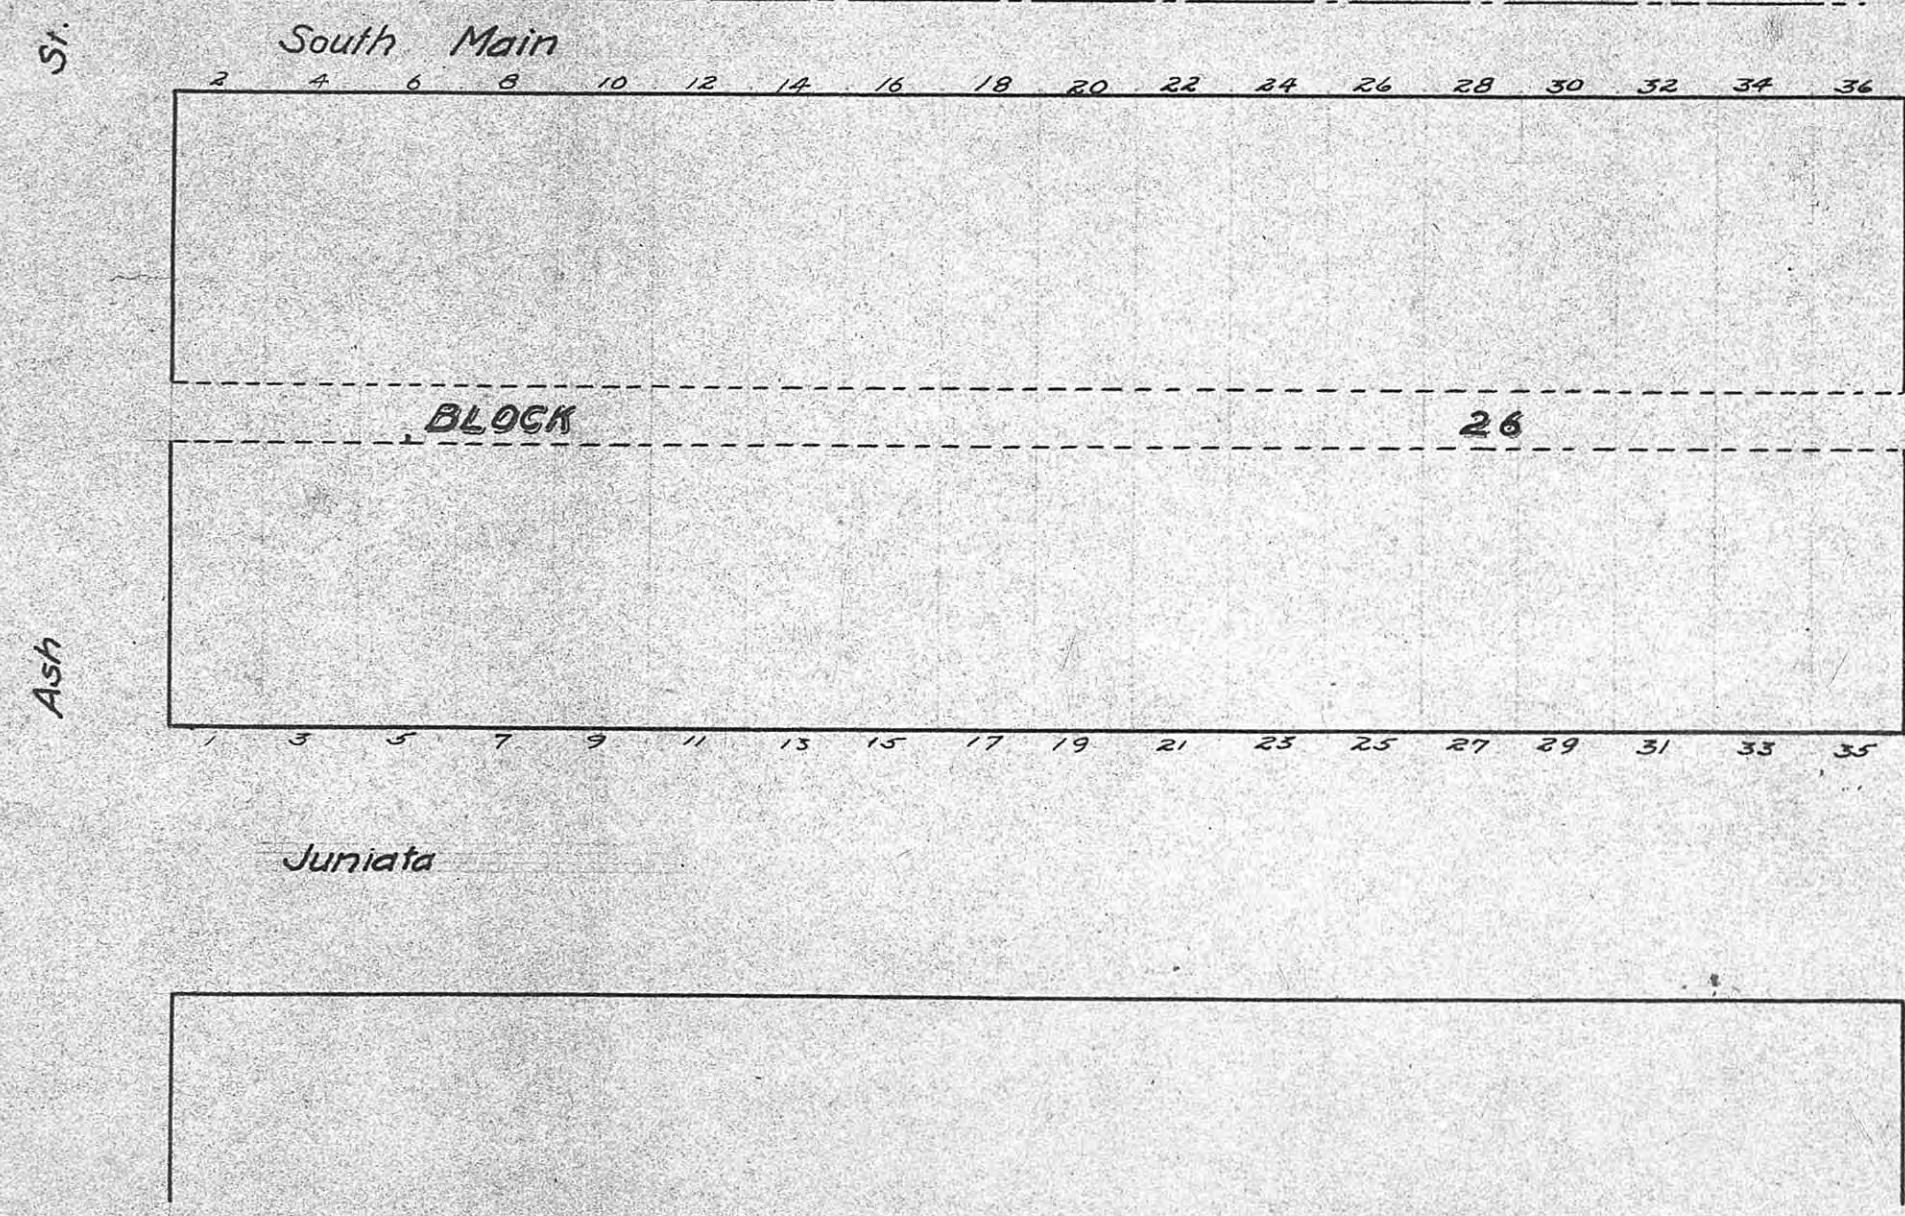 St.
South Main
2 4 6 8 10 12 14 16 18 20 22 24 26 28 30 32 34 36
BLOCK 26
Ash
1 3 5 7 9 11 13 15 17 19 21 23 25 27 29 31 33 35
Juniata